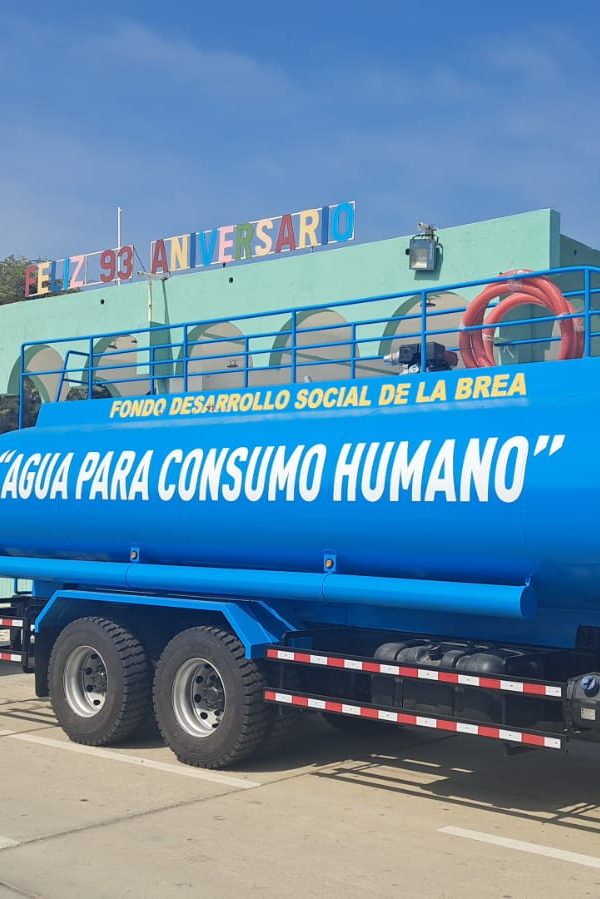 FELIZ 93 ANIVERSARIO
FONDO DESARROLLO SOCIAL DE LA BREA
“AGUA PARA CONSUMO HUMANO”